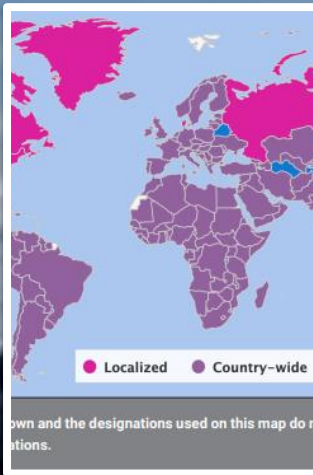 Localized Country-wide
own and the designations used on this map do
ations.